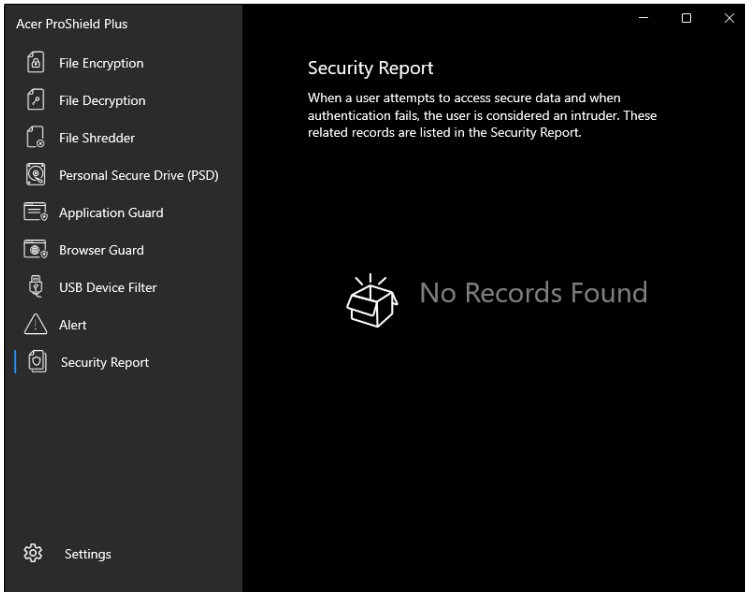 Acer ProShield Plus
File Encryption
File Decryption
File Shredder
Personal Secure Drive (PSD)
Application Guard
Browser Guard
USB Device Filter
Alert
Security Report
Settings
Security Report
When a user attempts to access secure data and when
authentication fails, the user is considered an intruder. These
related records are listed in the Security Report.
No Records Found